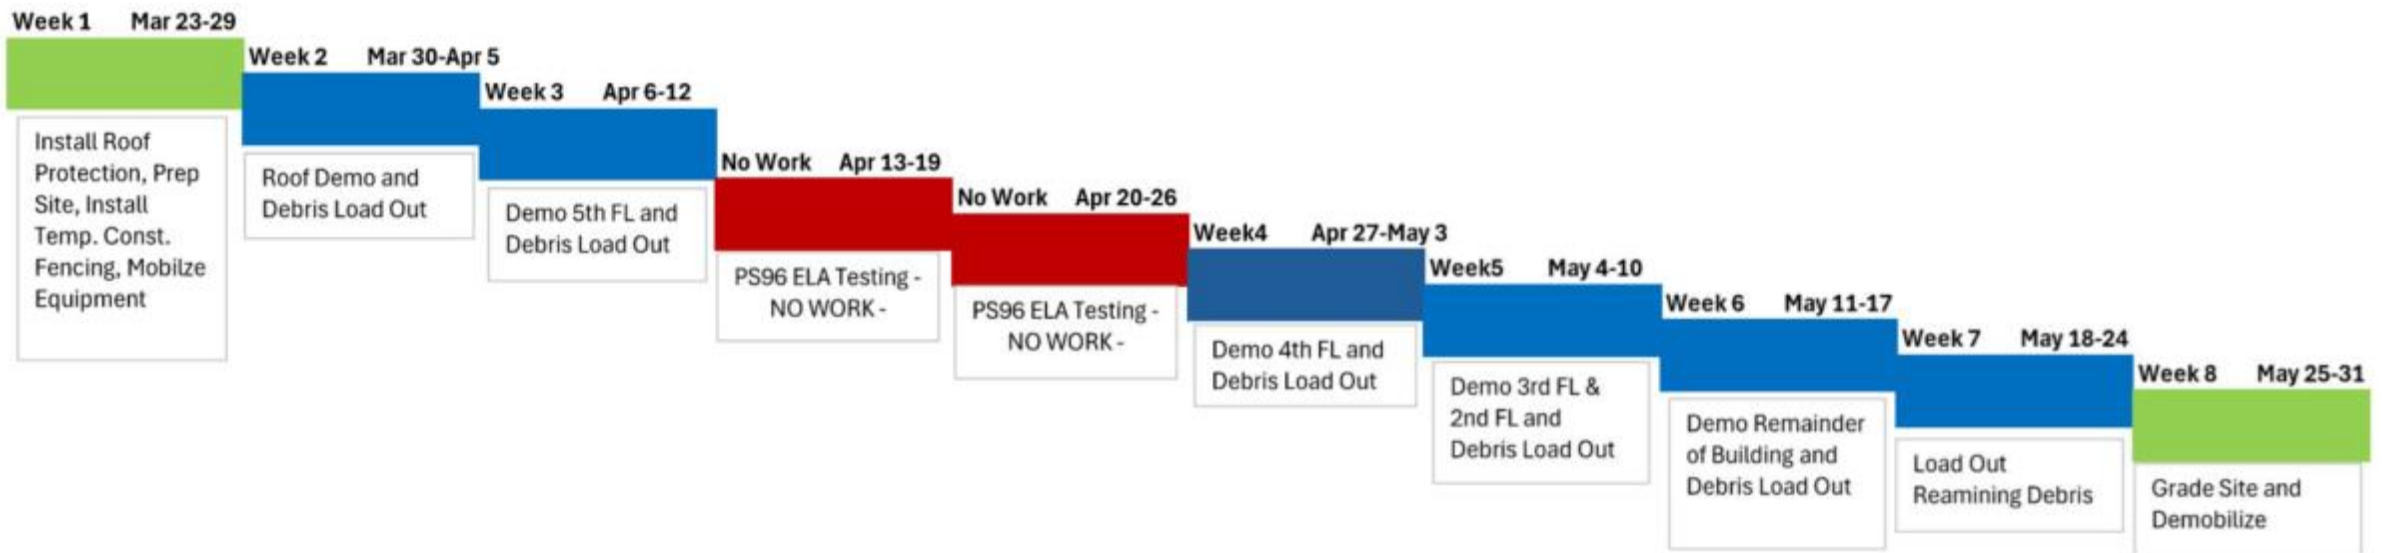 Week 1 Mar 23-29
Install Roof
Protection, Prep
Site, Install
Temp. Const.
Fencing, Mobilze
Equipment
Week 2 Mar 30-Apr 5
Roof Demo and
Debris Load Out
Week 3 Apr 6-12
Demo 5th FL and
Debris Load Out
No Work Apr 13-19
PS96 ELA Testing -
NO WORK -
No Work Apr 20-26
PS96 ELA Testing -
NO WORK -
Week4 Apr 27-May 3
Demo 4th FL and
Debris Load Out
Week5 May 4-10
Demo 3rd FL &
2nd FL and
Debris Load Out
Week 6 May 11-17
Demo Remainder
of Building and
Debris Load Out
Week 7 May 18-24
Load Out
Reamining Debris
Week 8 May 25-31
Grade Site and
Demobilize